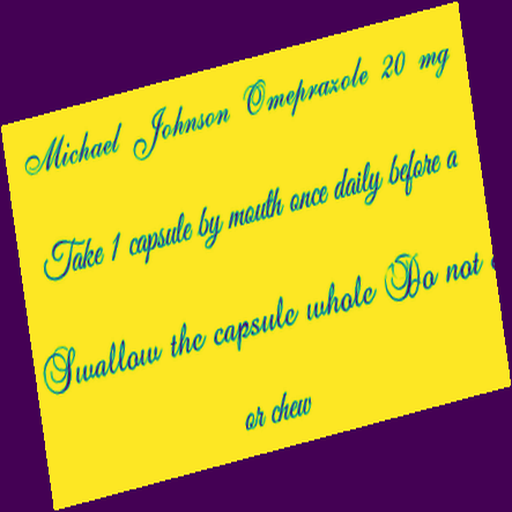 Michael Johnson Omeprazole 20 mg
Take 1 capsule by mouth once daily before a
Swallow the capsule whole Do not
or chew